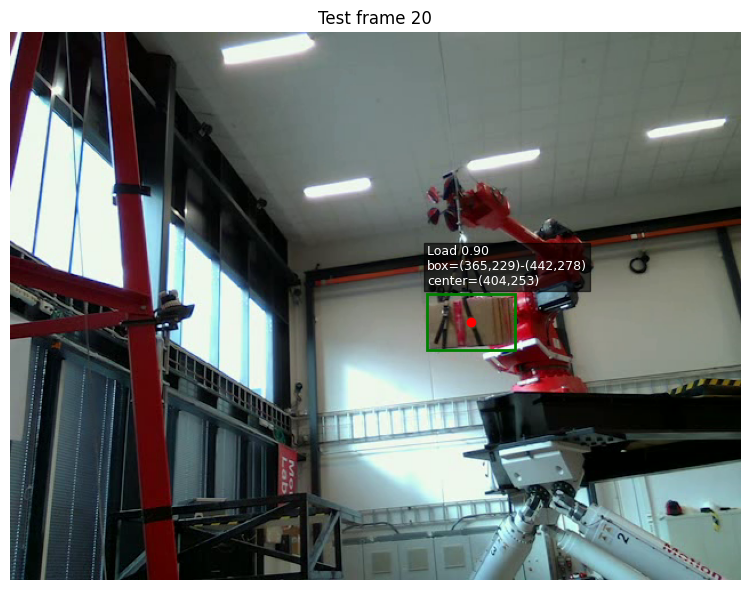 Test frame 20
Load 0.90
box=(365,229)-(442,278)
center=(404,253)
2
Motion